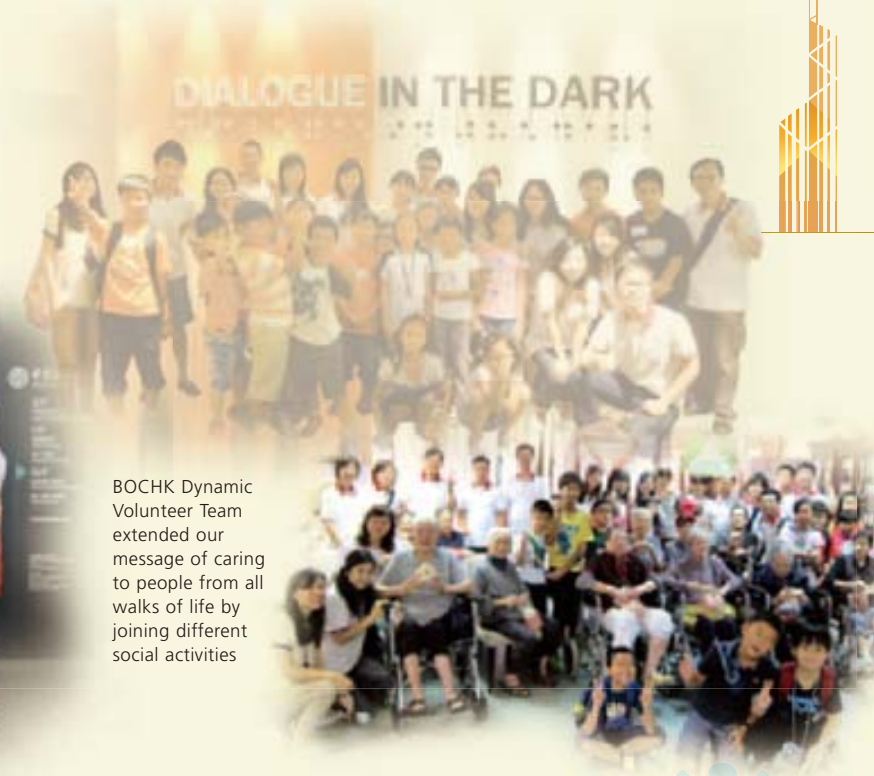 DIALOGUE IN THE DARK
BOCHK Dynamic
Volunteer Team
extended our
message of caring
to people from all
walks of life by
joining different
social activities